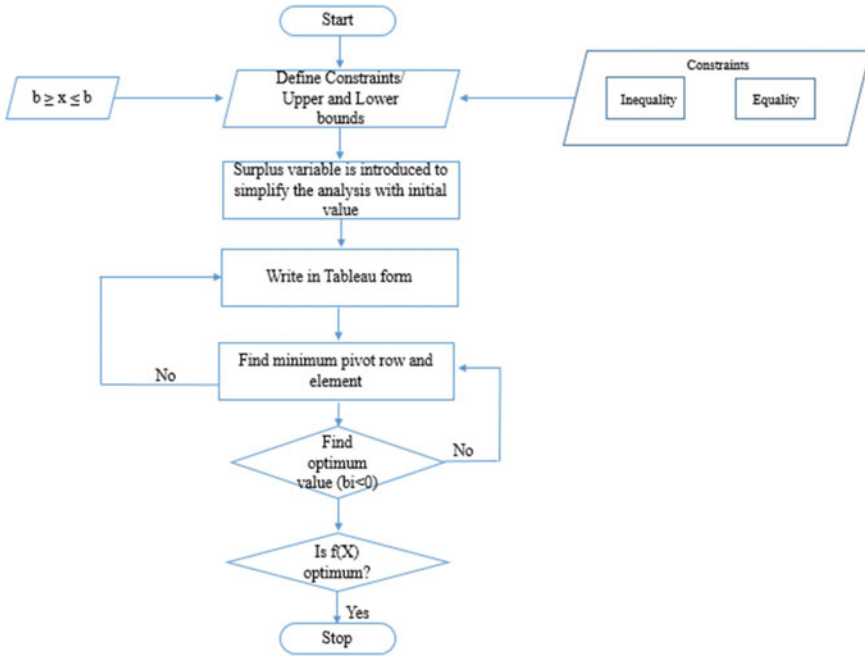 Start
b ≥ x ≤ b
Define Constraints/
Upper and Lower
bounds
Constraints
Inequality
Equality
Surplus variable is introduced to
simplify the analysis with initial
value
Write in Tableau form
Find minimum pivot row and
element
No
Find
optimum
value (bi<0)
No
Is f(X)
optimum?
Yes
Stop